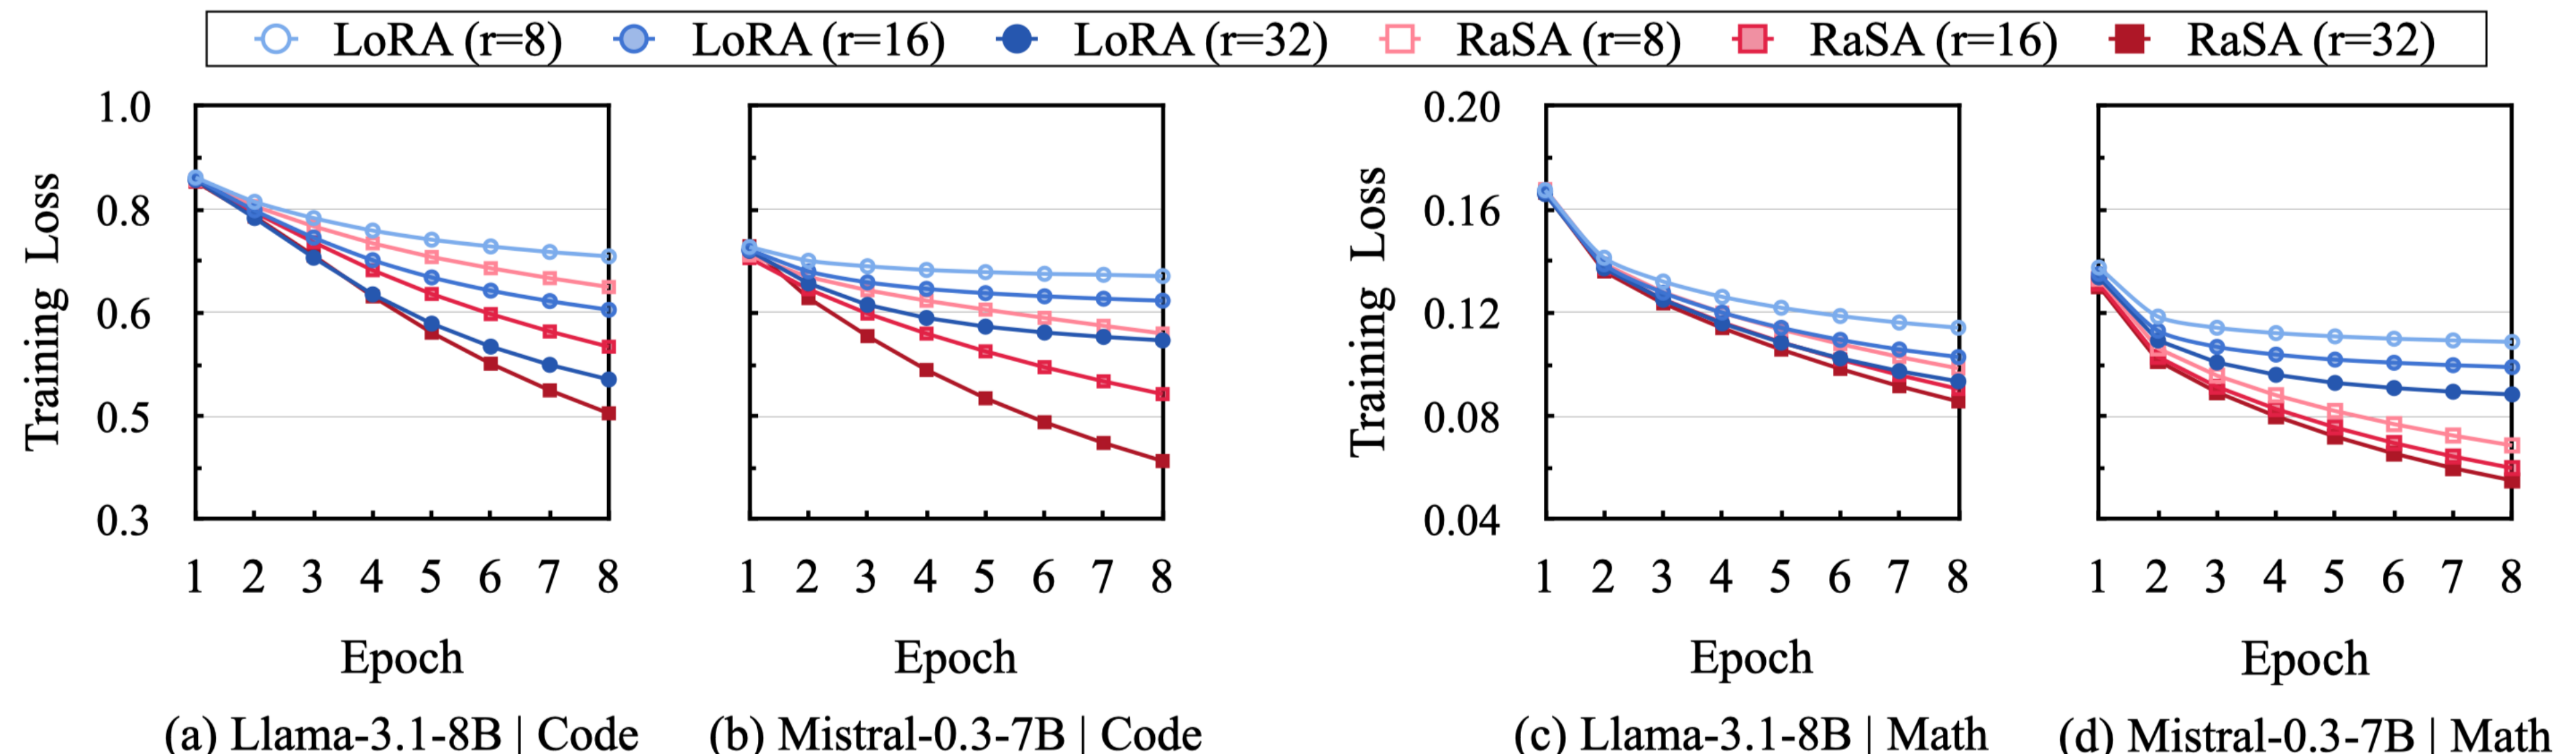 LoRA (r=8) LoRA (r=16) LoRA (r=32) RaSA (r=8) RaSA (r=16) RaSA (r=32)
Training Loss
1.0
0.8
0.6
0.5
0.3
1 2 3 4 5 6 7 8
Epoch
(a) Llama-3.1-8B | Code
1 2 3 4 5 6 7 8
Epoch
(b) Mistral-0.3-7B | Code
Training Loss
0.20
0.16
0.12
0.08
0.04
1 2 3 4 5 6 7 8
Epoch
(c) Llama-3.1-8B | Math
1 2 3 4 5 6 7 8
Epoch
(d) Mistral-0.3-7B | Math